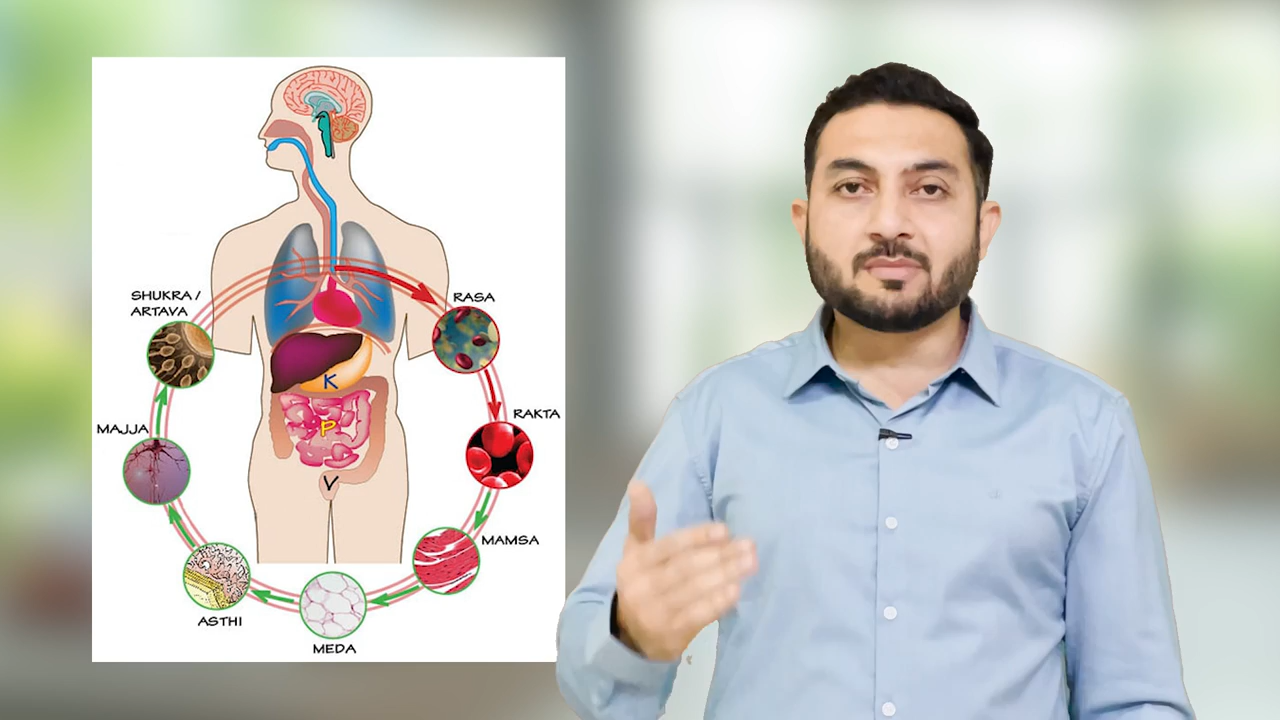 SHUKRA /
ARTAVA
RASA
K
RAKTA
MAJJA
P
V
MAMSA
ASTHI
MEDA